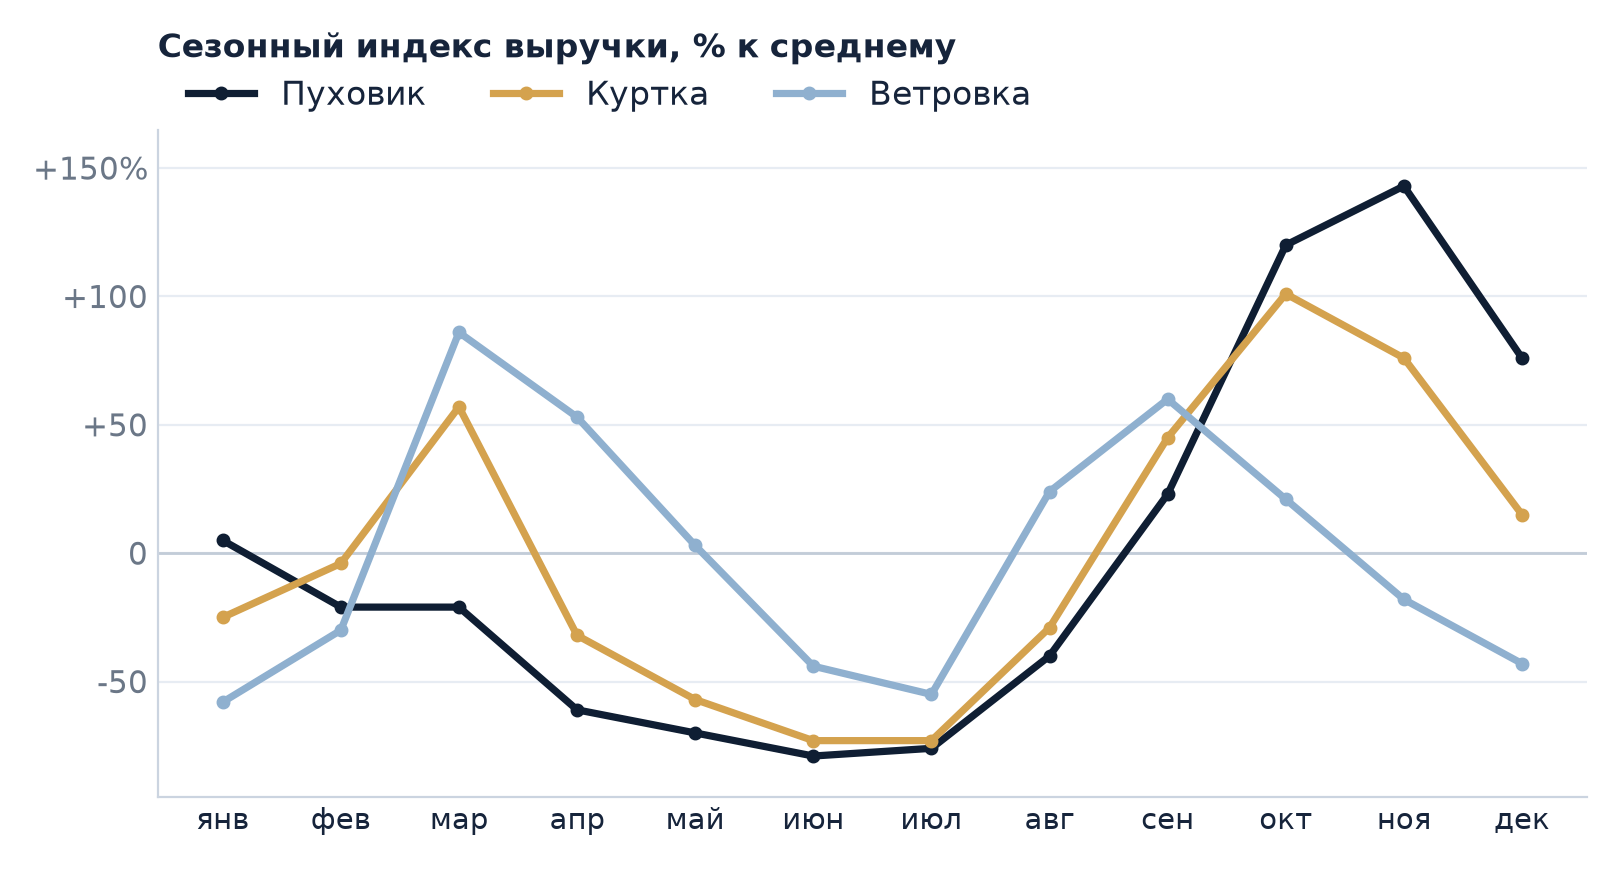 Сезонный индекс выручки, % к среднему
Пуховик Куртка Ветровка
+150%
+100
+50
0
-50
янв фев мар апр май июн июл авг сен окт ноя дек